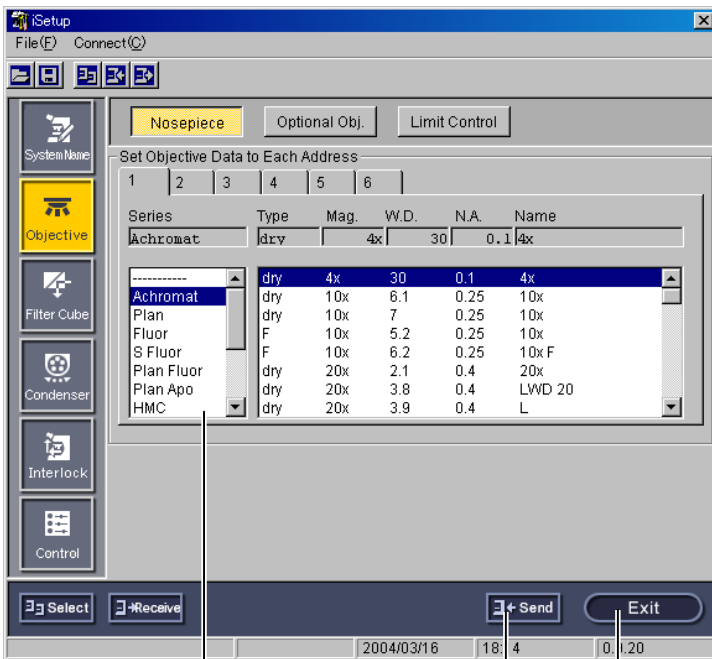 iSetup
File(F) Connect(C)
Nosepiece Optional Obj. Limit Control
System Name
Objective
Filter Cube
Condenser
Interlock
Control
Set Objective Data to Each Address
1 2 3 4 5 6
Series Type Mag. W.D. N.A. Name
Achromat dry 4x 30 0.1 4x
-----------
Achromat
Plan
Fluor
S Fluor
Plan Fluor
Plan Apo
HMC
dry 4x 30 0.1 4x
dry 10x 6.1 0.25 10x
dry 10x 7 0.25 10x
F 10x 5.2 0.25 10x
F 10x 6.2 0.25 10x F
dry 20x 2.1 0.4 20x
dry 20x 3.8 0.4 LWD 20
dry 20x 3.9 0.4 L
Select Receive Send Exit
2004/03/16